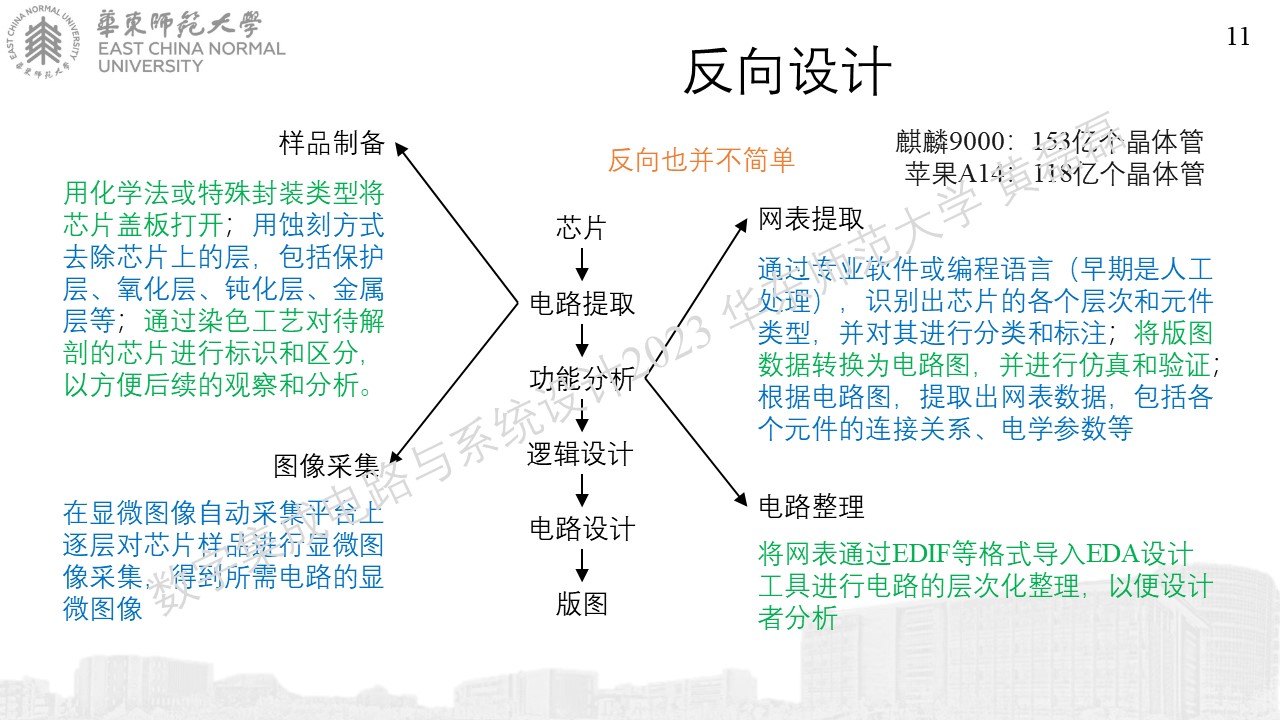 華東師范大學
EAST CHINA NORMAL
UNIVERSITY
EAST CHINA NORMAL UNIVERSITY
華東师范大学
11
反向设计
样品制备
用化学法或特殊封装类型将
芯片盖板打开；用蚀刻方式
去除芯片上的层，包括保护
层、氧化层、钝化层、金属
层等；通过染色工艺对待解
剖的芯片进行标识和区分，
以方便后续的观察和分析。
图像采集
在显微图像自动采集平台上
逐层对芯片样品进行显微图
像采集，得到所需电路的显
微图像
反向也并不简单
芯片
电路提取
功能分析
逻辑设计
电路设计
版图
麒麟9000：153亿个晶体管
苹果A14：118亿个晶体管
网表提取
通过专业软件或编程语言（早期是人工
处理），识别出芯片的各个层次和元件
类型，并对其进行分类和标注；将版图
数据转换为电路图，并进行仿真和验证；
根据电路图，提取出网表数据，包括各
个元件的连接关系、电学参数等
电路整理
将网表通过EDIF等格式导入EDA设计
工具进行电路的层次化整理，以便设计
者分析
数字集成电路与系统设计2023 华东师范大学 黄磊磊